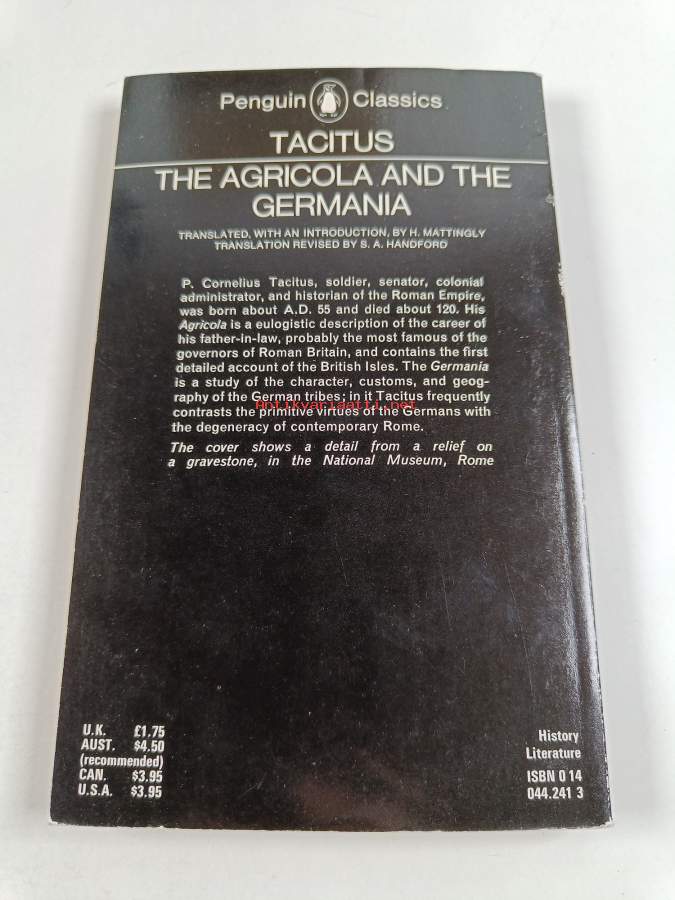 Penguin Classics
TACITUS
THE AGRICOLA AND THE
GERMANIA
TRANSLATED, WITH AN INTRODUCTION, BY H. MATTINGLY
TRANSLATION REVISED BY S. A. HANDFORD
P. Cornelius Tacitus, soldier, senator, colonial
administrator, and historian of the Roman Empire,
was born about A.D. 55 and died about 120. His
Agricola is a eulogistic description of the career of
his father-in-law, probably the most famous of the
governors of Roman Britain, and contains the first
detailed account of the British Isles. The Germania
is a study of the character, customs, and geog-
raphy of the German tribes; in it Tacitus frequently
Antikvariaatti.net
contrasts the primitive virtues of the Germans with
the degeneracy of contemporary Rome.
The cover shows a detail from a relief on
a gravestone, in the National Museum, Rome
U.K. £1.75
AUST. $4.50
(recommended)
CAN. $3.95
U.S.A. $3.95
History
Literature
ISBN 0 14
044.241 3